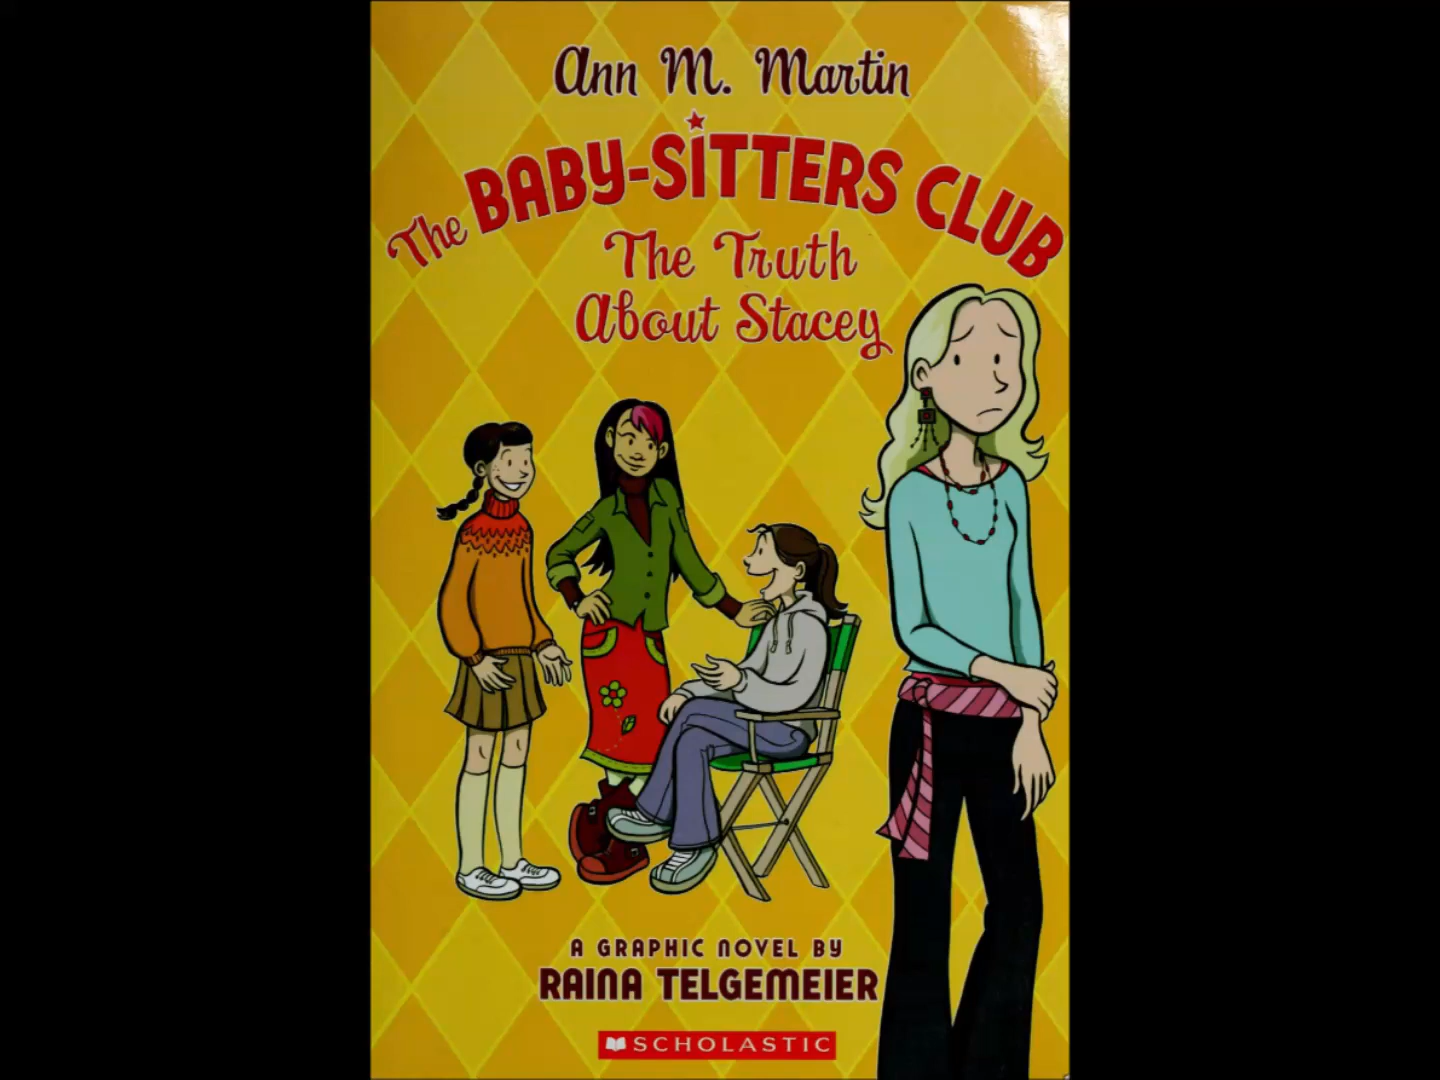 Ann M. Martin
The BABY-SITTERS CLUB
The Truth
About Stacey
A GRAPHIC NOVEL BY
RAINA TELGEMEIER
SCHOLASTIC